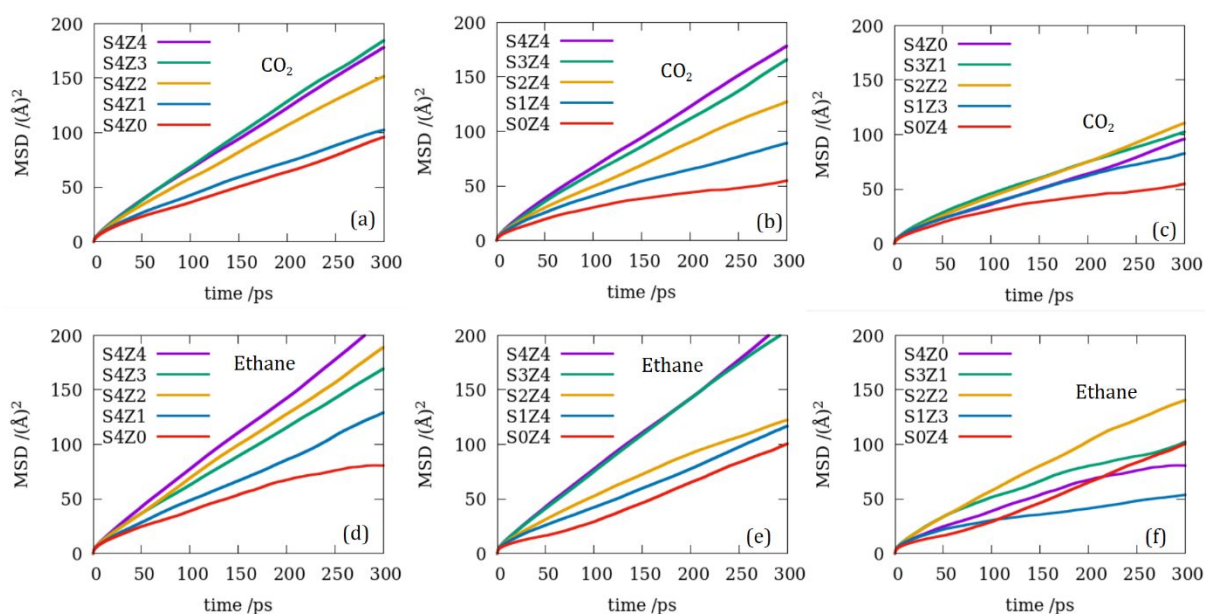 200
150
100
50
0
MSD /(Å)²
S4Z4
S4Z3
S4Z2
S4Z1
S4Z0
CO₂
(a)
0 50 100 150 200 250 300
time /ps
200
150
100
50
0
MSD /(Å)²
S4Z4
S3Z4
S2Z4
S1Z4
S0Z4
CO₂
(b)
0 50 100 150 200 250 300
time /ps
200
150
100
50
0
MSD /(Å)²
S4Z0
S3Z1
S2Z2
S1Z3
S0Z4
CO₂
(c)
0 50 100 150 200 250 300
time /ps
200
150
100
50
0
MSD /(Å)²
S4Z4
S4Z3
S4Z2
S4Z1
S4Z0
Ethane
(d)
0 50 100 150 200 250 300
time /ps
200
150
100
50
0
MSD /(Å)²
S4Z4
S3Z4
S2Z4
S1Z4
S0Z4
Ethane
(e)
0 50 100 150 200 250 300
time /ps
200
150
100
50
0
MSD /(Å)²
S4Z0
S3Z1
S2Z2
S1Z3
S0Z4
Ethane
(f)
0 50 100 150 200 250 300
time /ps